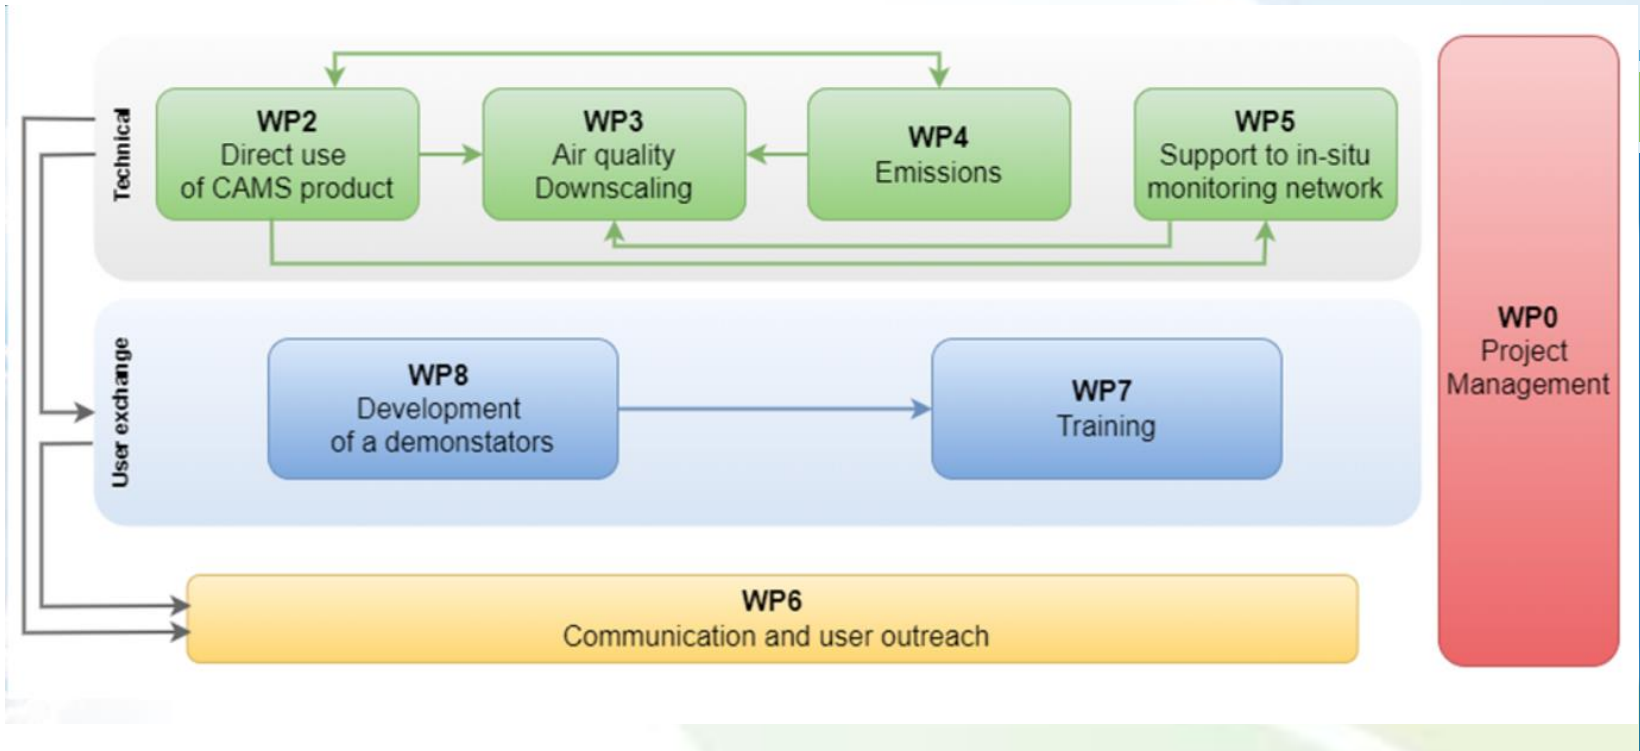 Technical
WP2
Direct use
of CAMS product
WP3
Air quality
Downscaling
WP4
Emissions
WP5
Support to in-situ
monitoring network
User exchange
WP8
Development
of a demonstators
WP7
Training
WP6
Communication and user outreach
WP0
Project
Management